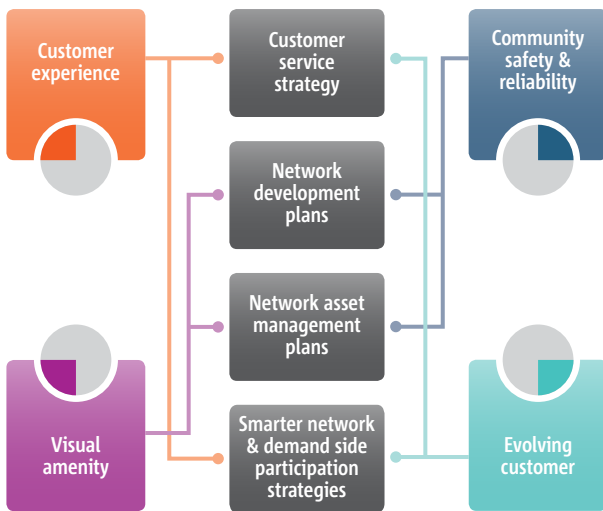 Customer
experience
Customer
service
strategy
Community
safety &
reliability
Network
development
plans
Network asset
management
plans
Visual
amenity
Smarter network
& demand side
participation
strategies
Evolving
customer